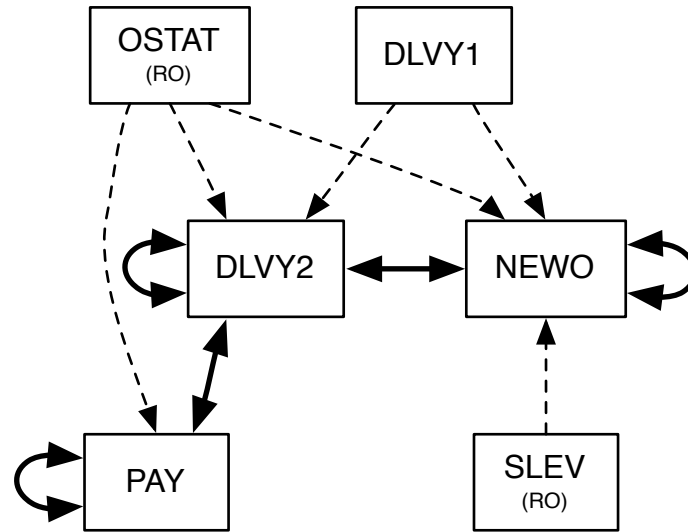 OSTAT
(RO)
DLVY1
DLVY2
NEWO
PAY
SLEV
(RO)